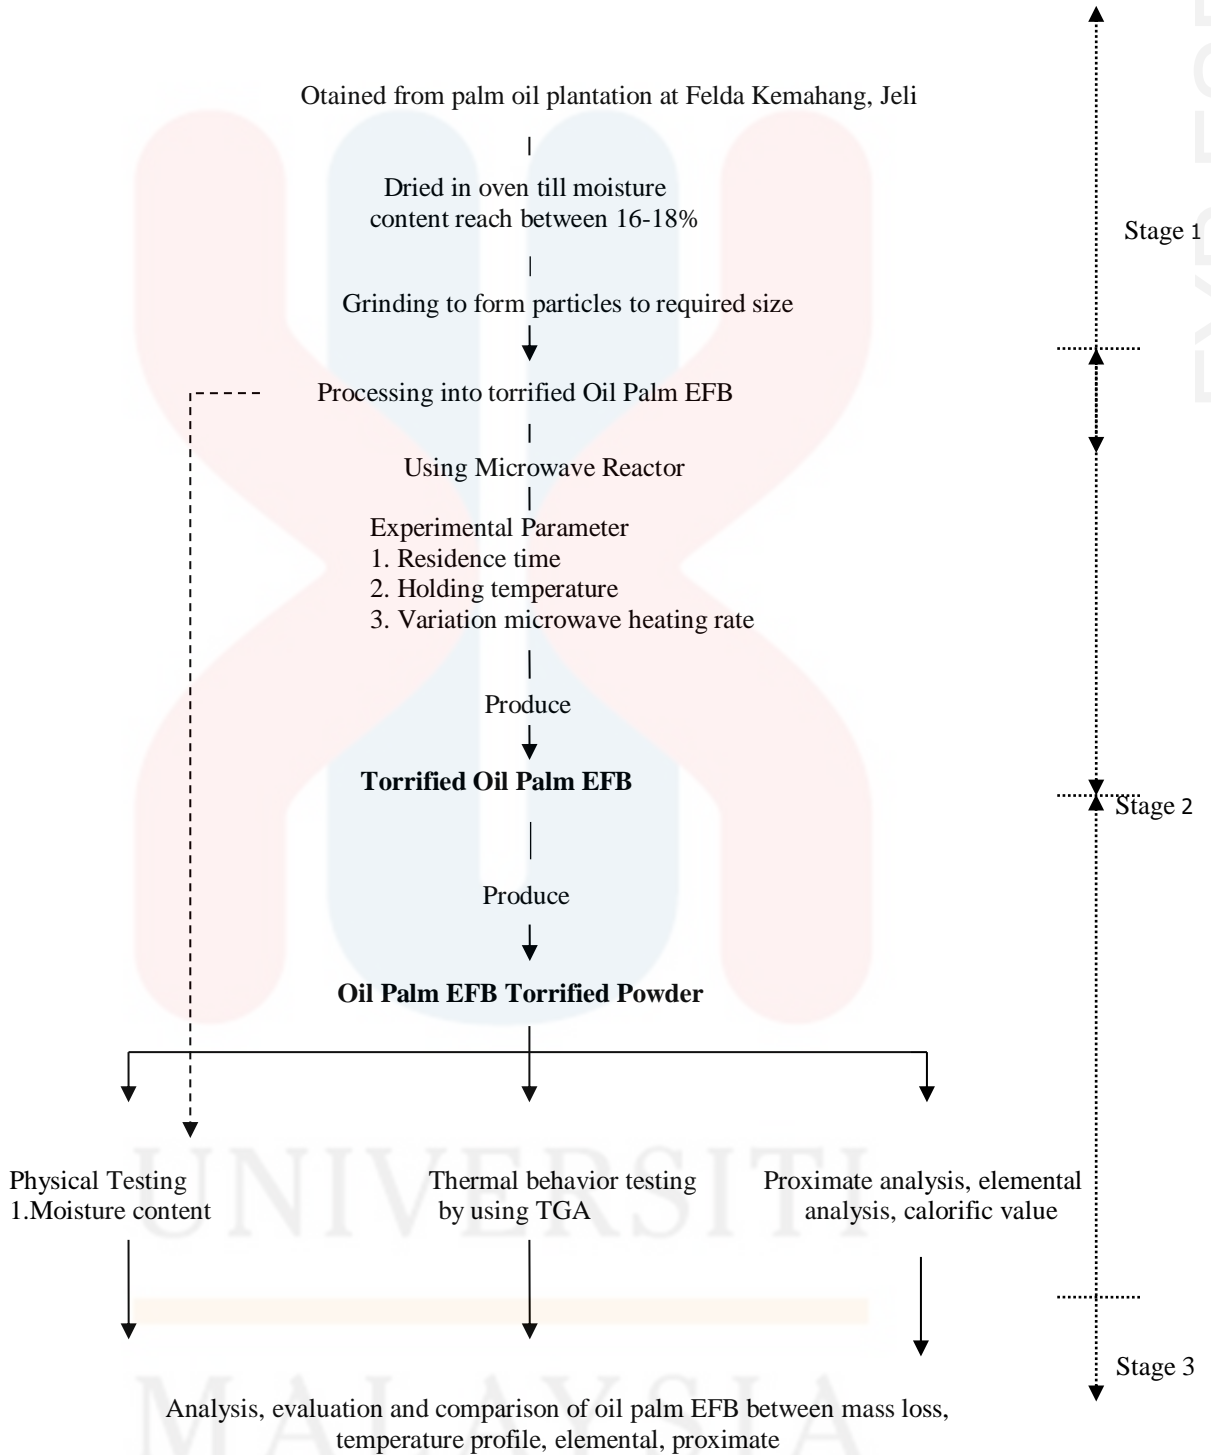 Otained from palm oil plantation at Felda Kemahang, Jeli
Dried in oven till moisture
content reach between 16-18%
Stage 1
Grinding to form particles to required size
Processing into torrified Oil Palm EFB
Using Microwave Reactor
Experimental Parameter
1. Residence time
2. Holding temperature
3. Variation microwave heating rate
Produce
Torrified Oil Palm EFB
Stage 2
Produce
Oil Palm EFB Torrified Powder
Physical Testing
1.Moisture content
Thermal behavior testing
by using TGA
Proximate analysis, elemental
analysis, calorific value
Stage 3
Analysis, evaluation and comparison of oil palm EFB between mass loss,
temperature profile, elemental, proximate
UNIVERSITI
MALAYSIA